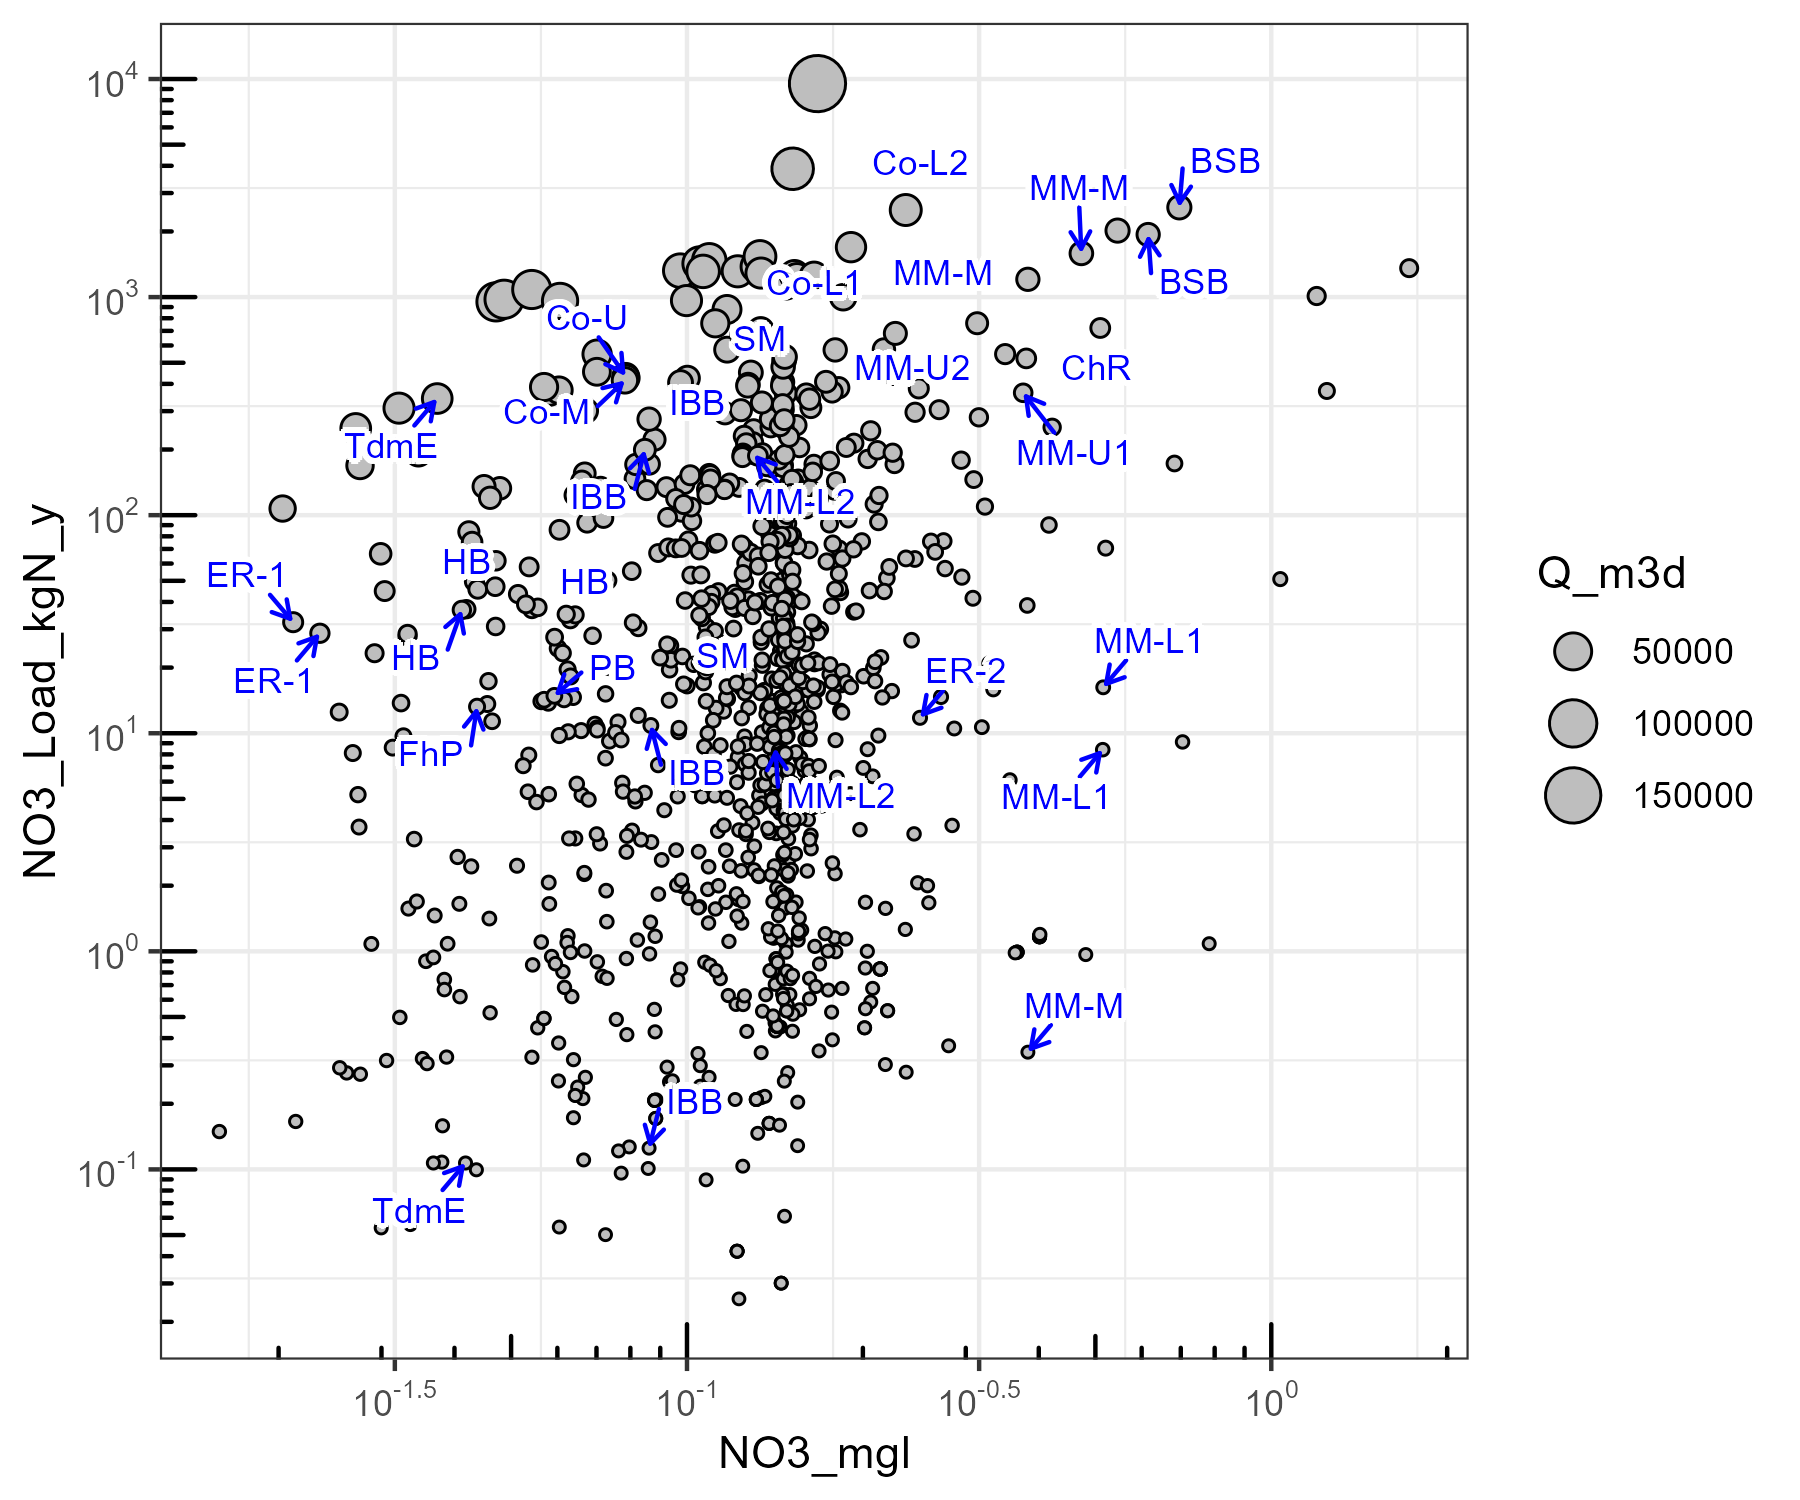 10^4
10^3
10^2
10^1
10^0
10^-1
NO3_Load_kgN_y
Co-L2
BSB
MM-M
MM-M
BSB
Co-L1
Co-U
SM
MM-U2
ChR
IBB
Co-M
TdmE
MM-U1
IBB
MM-L2
HB
HB
ER-1
HB
ER-1
PB
SM
ER-2
MM-L1
FhP
IBB
MM-L2
MM-L1
MM-M
IBB
TdmE
10^-1.5
10^-1
10^-0.5
10^0
NO3_mgl
Q_m3d
50000
100000
150000